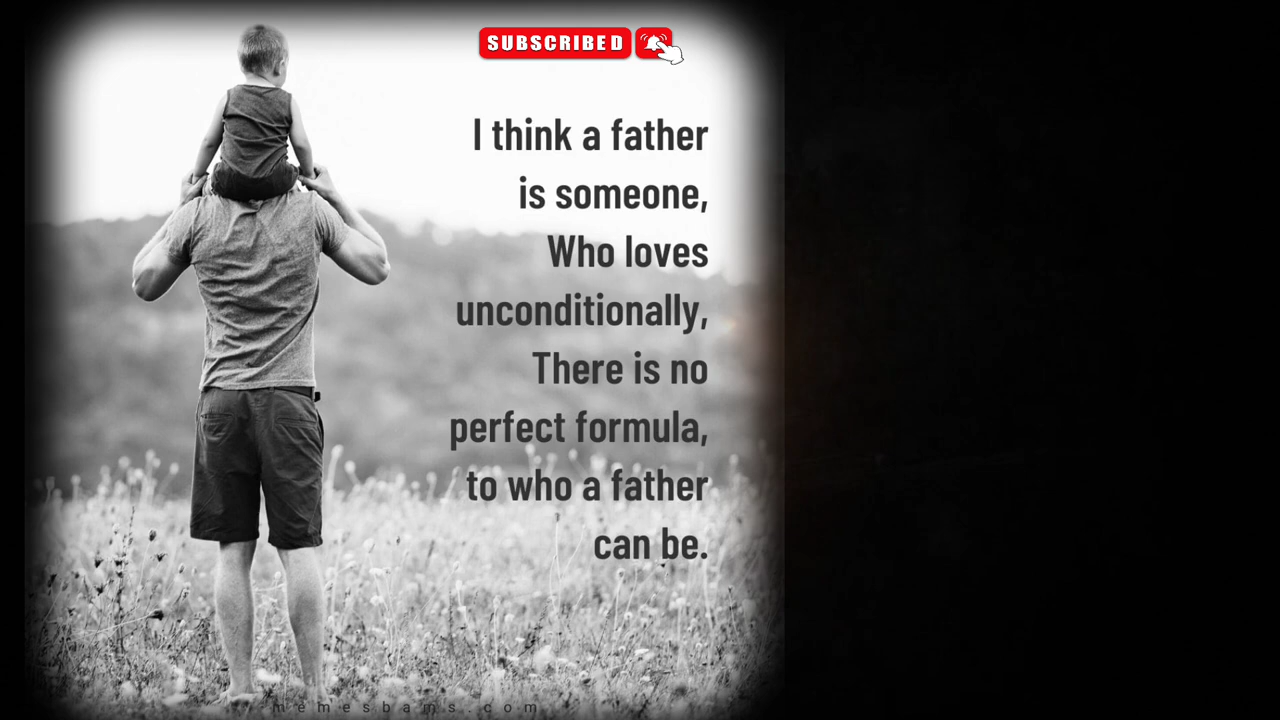 SUBSCRIBED
I think a father
is someone,
Who loves
unconditionally,
There is no
perfect formula,
to who a father
can be.
memesbams.com